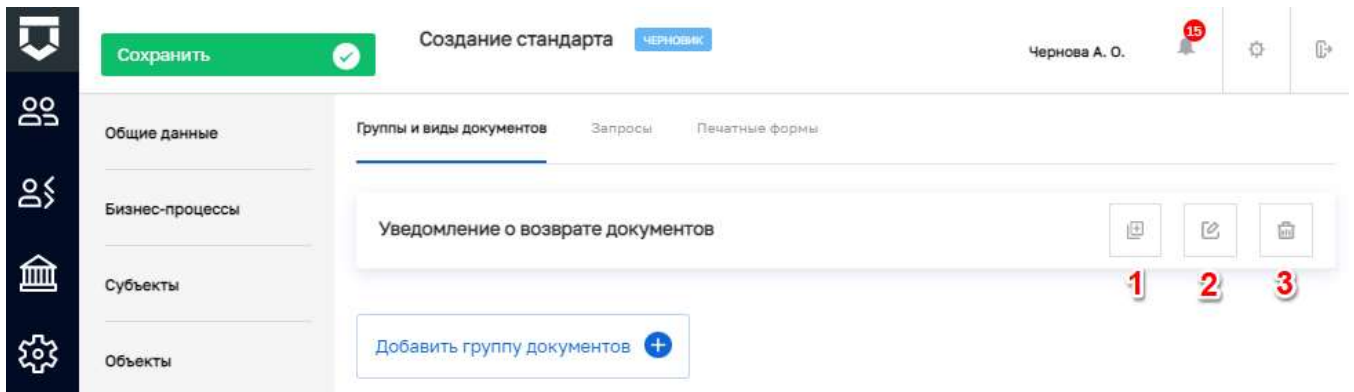 Сохранить
Создание стандарта ЧЕРНОВИК
Чернова А. О.
15
Общие данные
Бизнес-процессы
Субъекты
Объекты
Группы и виды документов Запросы Печатные формы
Уведомление о возврате документов
1 2 3
Добавить группу документов